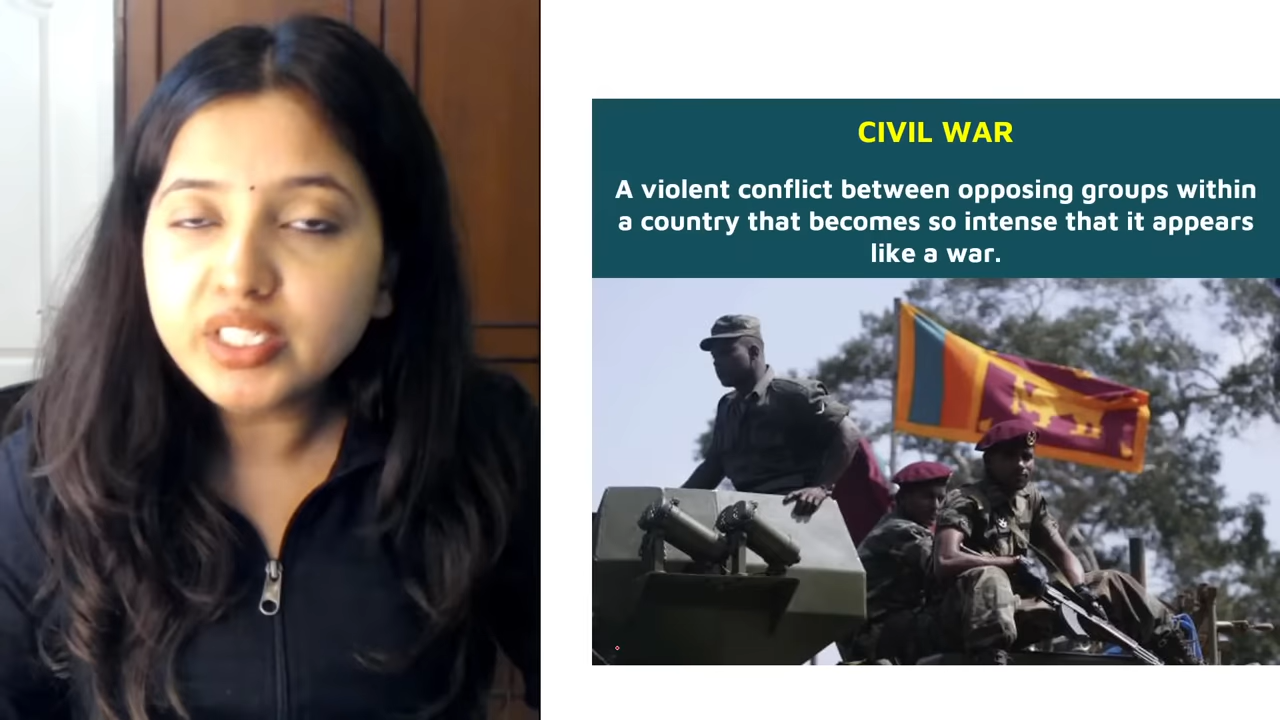 CIVIL WAR
A violent conflict between opposing groups within
a country that becomes so intense that it appears
like a war.